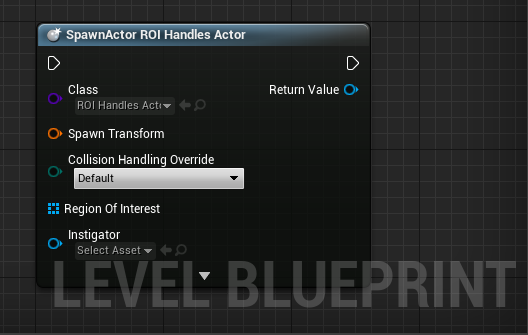 SpawnActor ROI Handles Actor
Class
Return Value
ROI Handles Act
Spawn Transform
Collision Handling Override
Default
Region Of Interest
Instigator
Select Asset
LEVEL BLUEPRINT